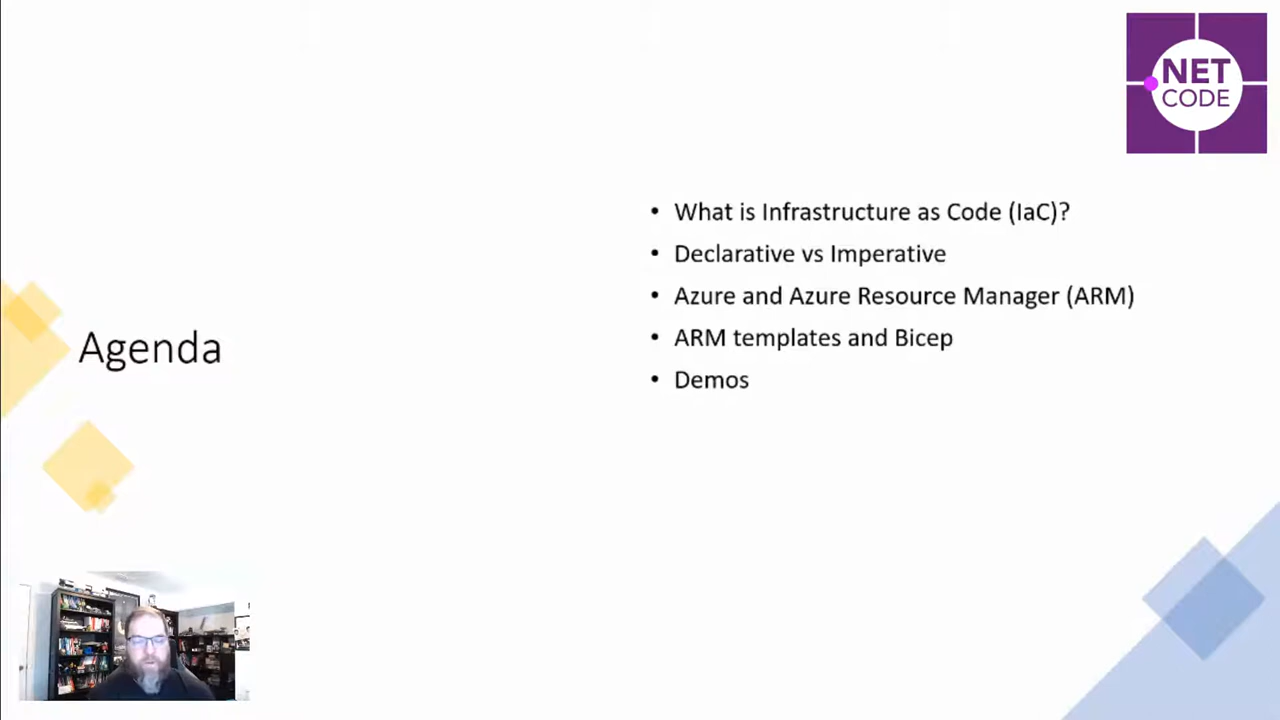 NET
CODE
• What is Infrastructure as Code (IaC)?
• Declarative vs Imperative
• Azure and Azure Resource Manager (ARM)
• ARM templates and Bicep
• Demos
Agenda